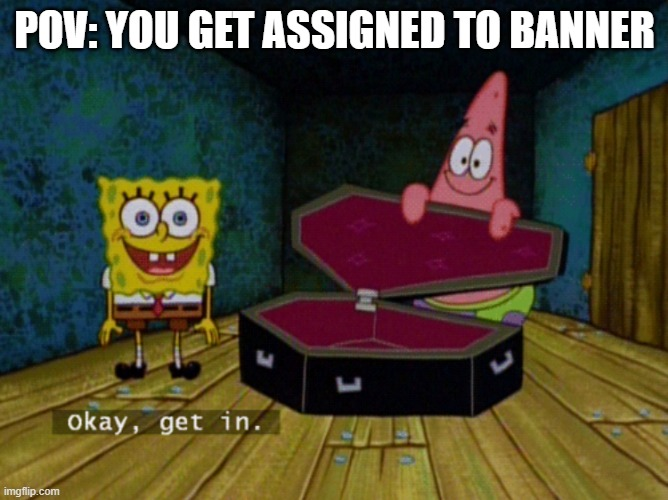 POV: YOU GET ASSIGNED TO BANNER
Okay, get in.
imgflip.com